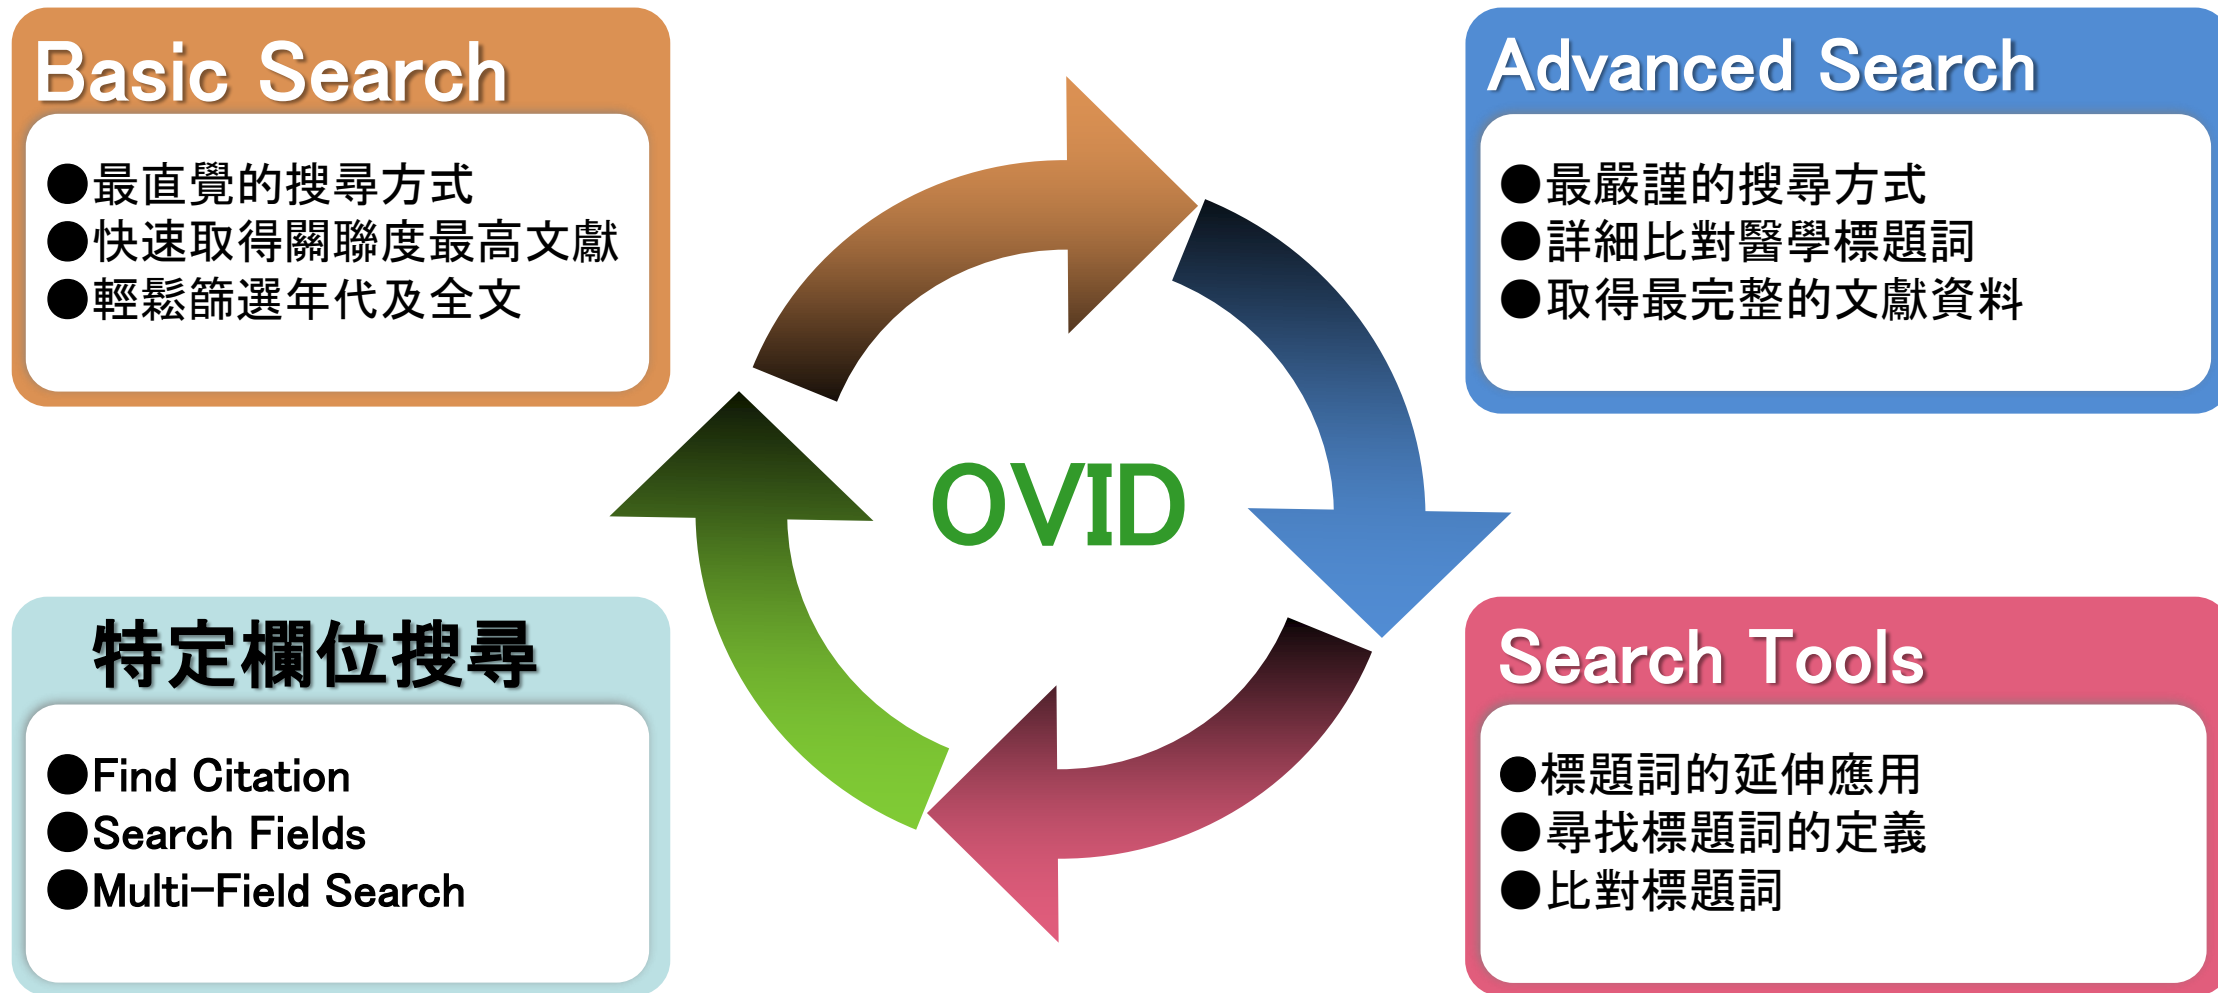 Basic Search
●最直覺的搜尋方式
●快速取得關聯度最高文獻
●輕鬆篩選年代及全文
Advanced Search
●最嚴謹的搜尋方式
●詳細比對醫學標題詞
●取得最完整的文獻資料
OVID
特定欄位搜尋
●Find Citation
●Search Fields
●Multi-Field Search
Search Tools
●標題詞的延伸應用
●尋找標題詞的定義
●比對標題詞